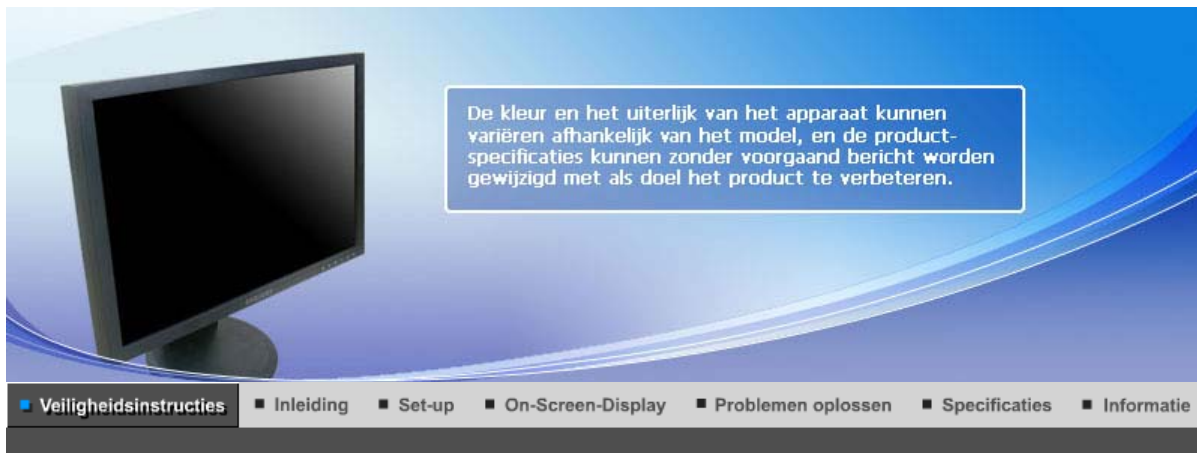 De kleur en het uiterlijk van het apparaat kunnen
variëren afhankelijk van het model, en de product-
specificaties kunnen zonder voorgaand bericht worden
gewijzigd met als doel het product te verbeteren.
Veiligheidsinstructies Inleiding Set-up On-Screen-Display Problemen oplossen Specificaties Informatie